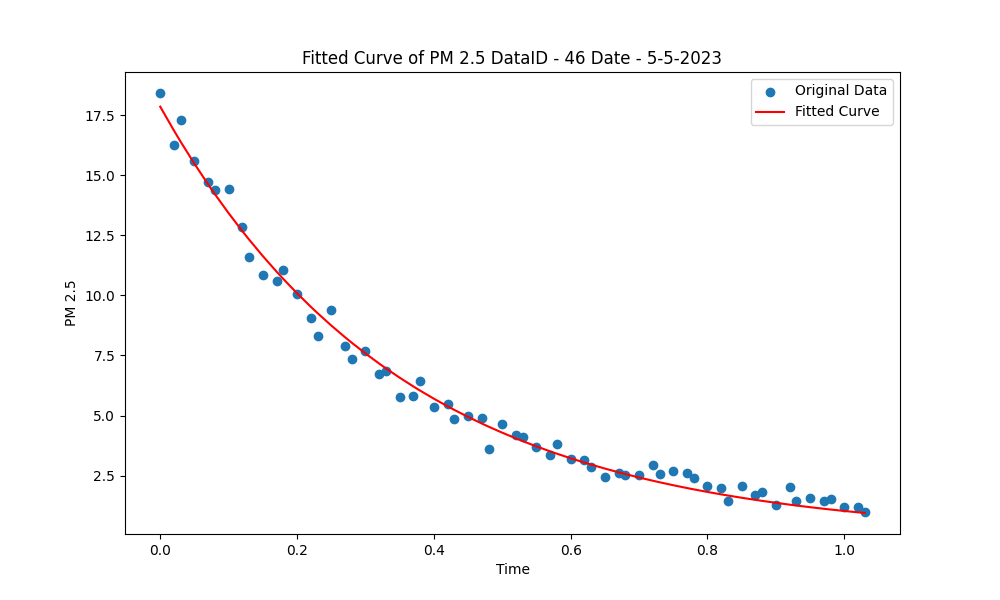 Fitted Curve of PM 2.5 DataID - 46 Date - 5-5-2023
Original Data
Fitted Curve
17.5
15.0
12.5
10.0
7.5
5.0
2.5
PM 2.5
0.0 0.2 0.4 0.6 0.8 1.0
Time